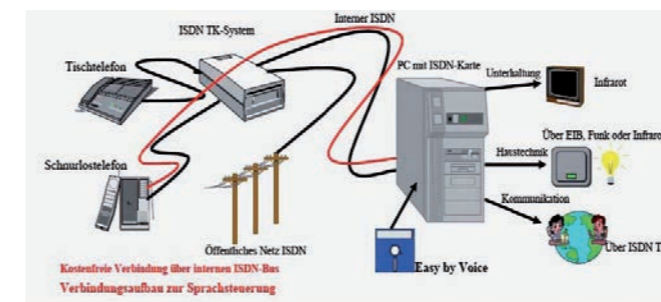 Interner ISDN
ISDN TK-System
Tischtelefon
PC mit ISDN-Karte
Unterhaltung
Infrarot
Über EIB, Funk oder Infraro
Haustechnik
Schnurlostelefon
Kommunikation
Öffentliches Netz ISDN
Über ISDN T
Kostenfreie Verbindung über internen ISDN-Bus
Easy by Voice
Verbindungsaufbau zur Sprachsteuerung